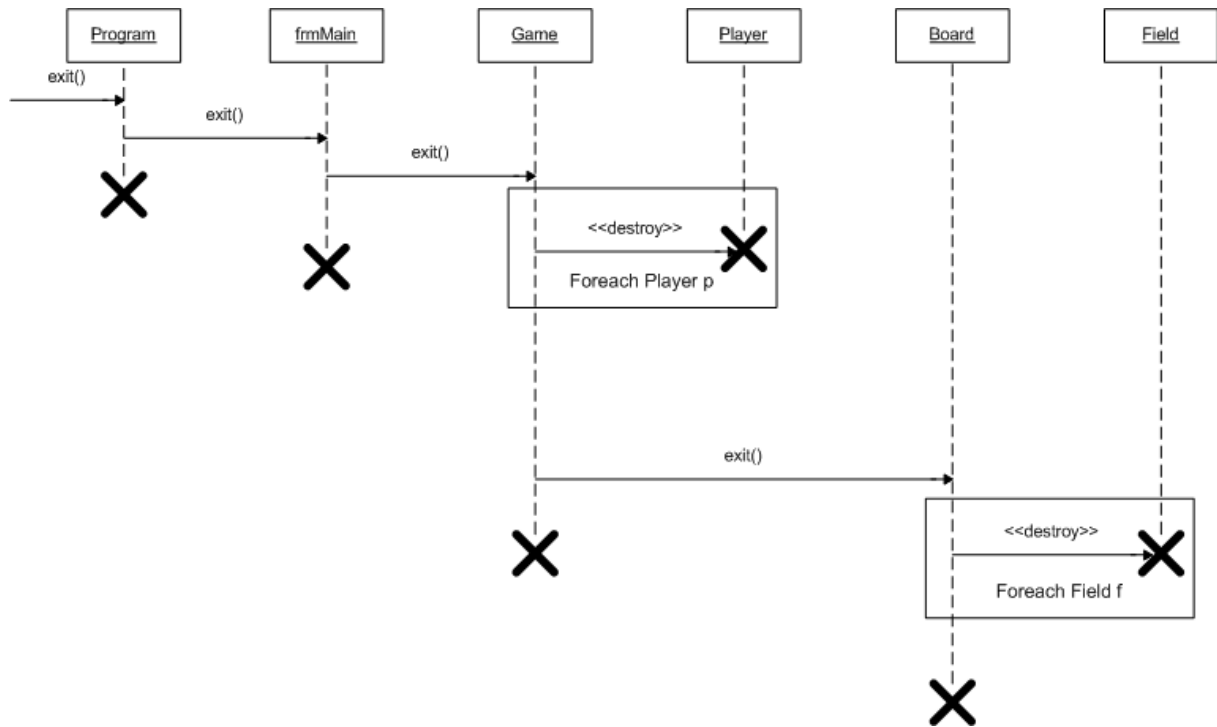 Program
frmMain
Game
Player
Board
Field
exit()
exit()
exit()
<<destroy>>
Foreach Player p
exit()
<<destroy>>
Foreach Field f